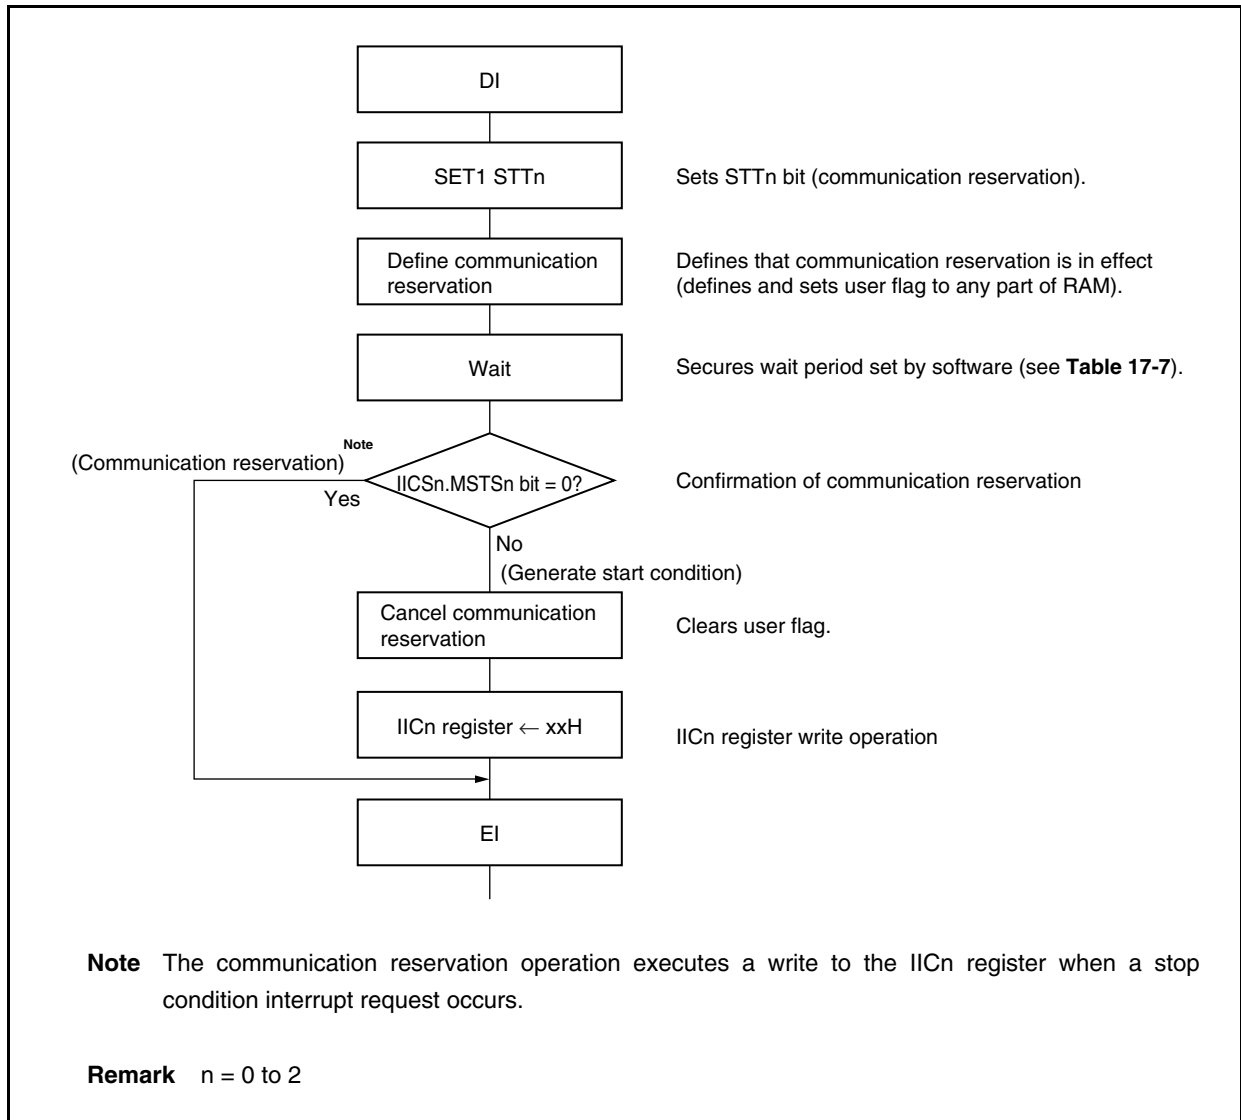 DI
SET1 STTn
Sets STTn bit (communication reservation).
Define communication
reservation
Defines that communication reservation is in effect
(defines and sets user flag to any part of RAM).
Wait
Secures wait period set by software (see Table 17-7).
(Communication reservation)Note
IICSn.MSTSn bit = 0?
Confirmation of communication reservation
Yes
No
(Generate start condition)
Cancel communication
reservation
Clears user flag.
IICn register ← xxH
IICn register write operation
EI
Note The communication reservation operation executes a write to the IICn register when a stop
condition interrupt request occurs.
Remark n = 0 to 2